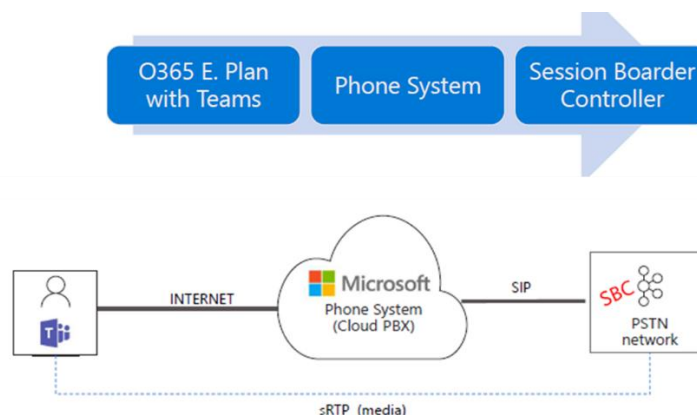 O365 E. Plan
with Teams
Phone System
Session Boarder
Controller
INTERNET
Microsoft
Phone System
(Cloud PBX)
SIP
SBC
PSTN
network
T
sRTP (media)